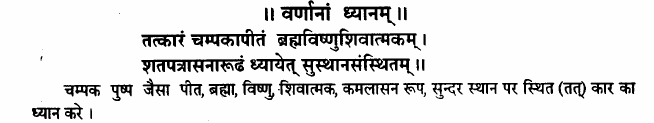 ॥ वर्णानां ध्यानम् ॥
तत्कारं चम्पकापीतं ब्रह्मविष्णुशिवात्मकम् ।
शतपत्रासनारूढं ध्यायेत् सुस्थानसंस्थितम् ॥
चम्पक पुष्प जैसा पीत, ब्रह्मा, विष्णु, शिवात्मक, कमलासन रूप, सुन्दर स्थान पर स्थित (तत्) कार का
ध्यान करे ।